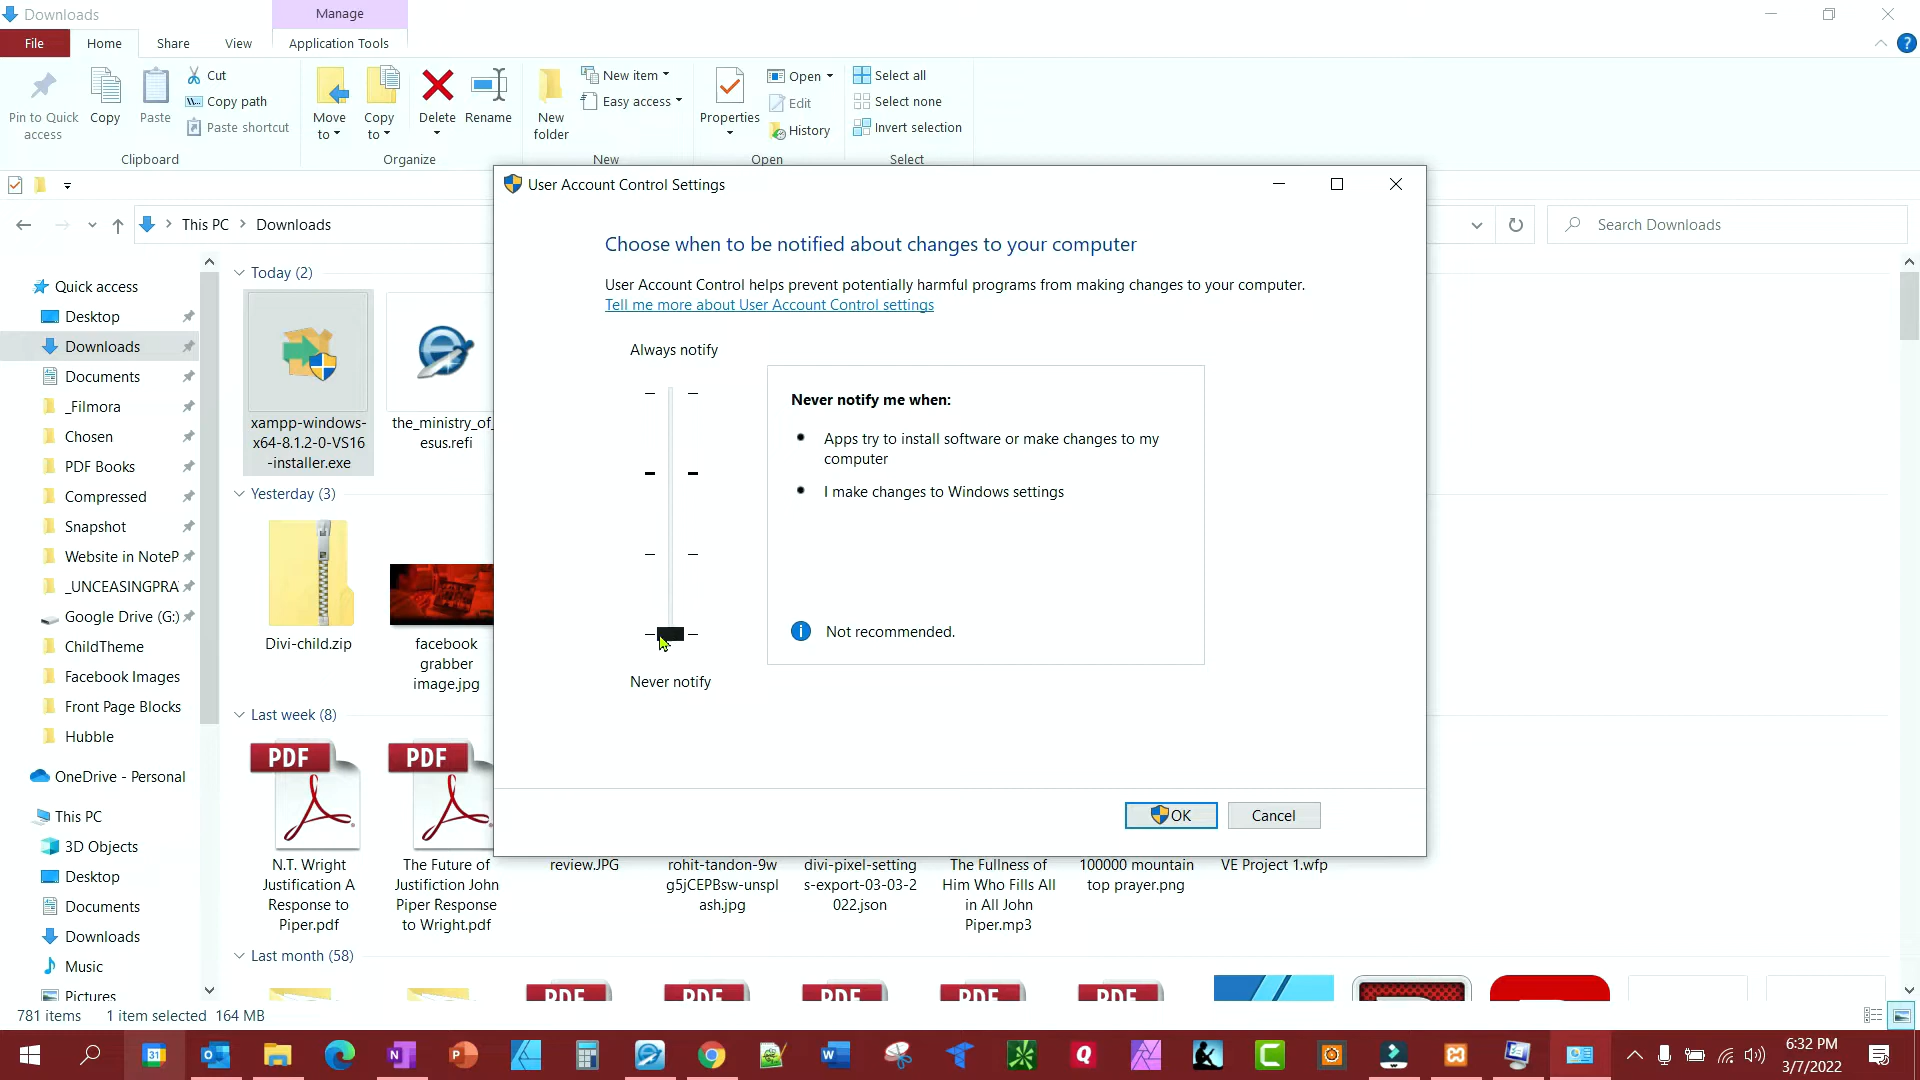 Downloads
Manage
File
Home
Share
View
Application Tools
Pin to Quick
access
Copy
Paste
Cut
Copy path
Paste shortcut
Clipboard
Move
to
Copy
to
Delete
Rename
Organize
New
folder
New item
Easy access
New
Properties
Open
Edit
History
Open
Select all
Select none
Invert selection
Select
This PC
Downloads
Search Downloads
Quick access
Desktop
Downloads
Documents
_Filmora
Chosen
PDF Books
Compressed
Snapshot
Website in NoteP
_UNCEASINGPRA
Google Drive (G:)
ChildTheme
Facebook Images
Front Page Blocks
Hubble
OneDrive - Personal
This PC
3D Objects
Desktop
Documents
Downloads
Music
Pictures
Today (2)
xampp-windows-
x64-8.1.2-0-VS16
-installer.exe
the_ministry_of_
esus.refi
Yesterday (3)
Divi-child.zip
facebook
grabber
image.jpg
Last week (8)
PDF
PDF
N.T. Wright
Justification A
Response to
Piper.pdf
The Future of
Justifiction John
Piper Response
to Wright.pdf
review.JPG
rohit-tandon-9w
g5jCEPBsw-unspl
ash.jpg
divi-pixel-setting
s-export-03-03-2
022.json
The Fullness of
Him Who Fills All
in All John
Piper.mp3
100000 mountain
top prayer.png
VE Project 1.wfp
Last month (58)
PDF
PDF
PDF
PDF
PDF
User Account Control Settings
Choose when to be notified about changes to your computer
User Account Control helps prevent potentially harmful programs from making changes to your computer.
Tell me more about User Account Control settings
Always notify
Never notify me when:
Apps try to install software or make changes to my
computer
I make changes to Windows settings
Not recommended.
Never notify
OK
Cancel
781 items
1 item selected 164 MB
31
6:32 PM
3/7/2022